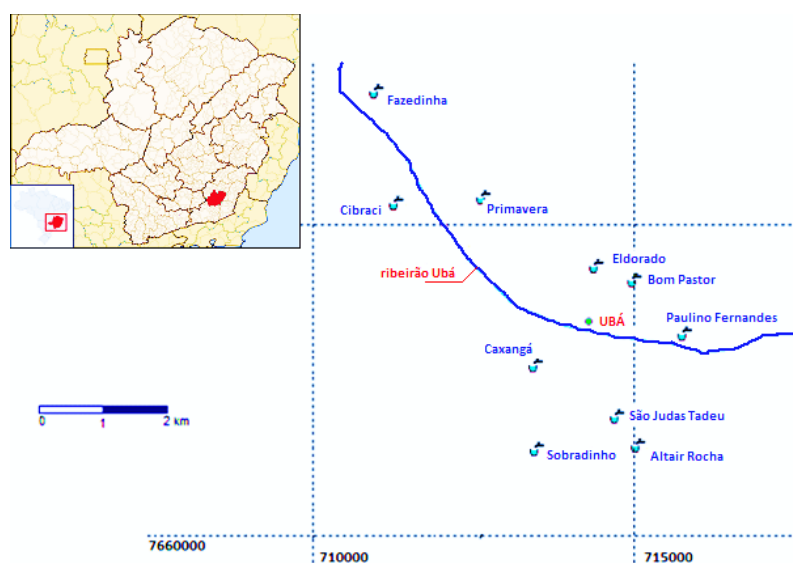 Fazedinha
Cibraci
Primavera
Eldorado
ribeirão Ubá
Bom Pastor
UBÁ
Paulino Fernandes
Caxangá
0 1 2 km
São Judas Tadeu
Sobradinho
Altair Rocha
7660000
710000
715000